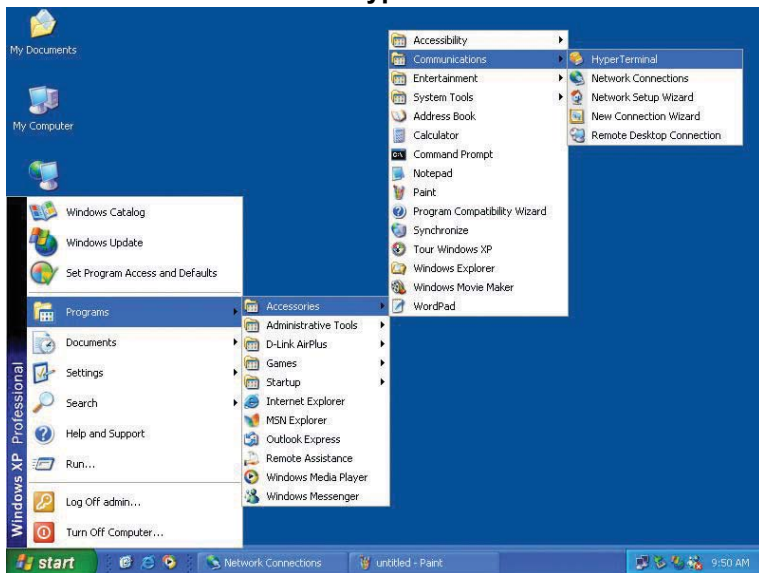 My Documents
My Computer
Windows Catalog
Windows Update
Set Program Access and Defaults
Programs
Documents
Settings
Search
Help and Support
Run...
Log Off admin...
Turn Off Computer...
Windows XP Professional
Accessories
Administrative Tools
D-Link AirPlus
Games
Startup
Internet Explorer
MSN Explorer
Outlook Express
Remote Assistance
Windows Media Player
Windows Messenger
Accessibility
Communications
Entertainment
System Tools
Address Book
Calculator
Command Prompt
Notepad
Paint
Program Compatibility Wizard
Synchronize
Tour Windows XP
Windows Explorer
Windows Movie Maker
WordPad
HyperTerminal
Network Connections
Network Setup Wizard
New Connection Wizard
Remote Desktop Connection
start
Network Connections
untitled - Paint
9:50 AM